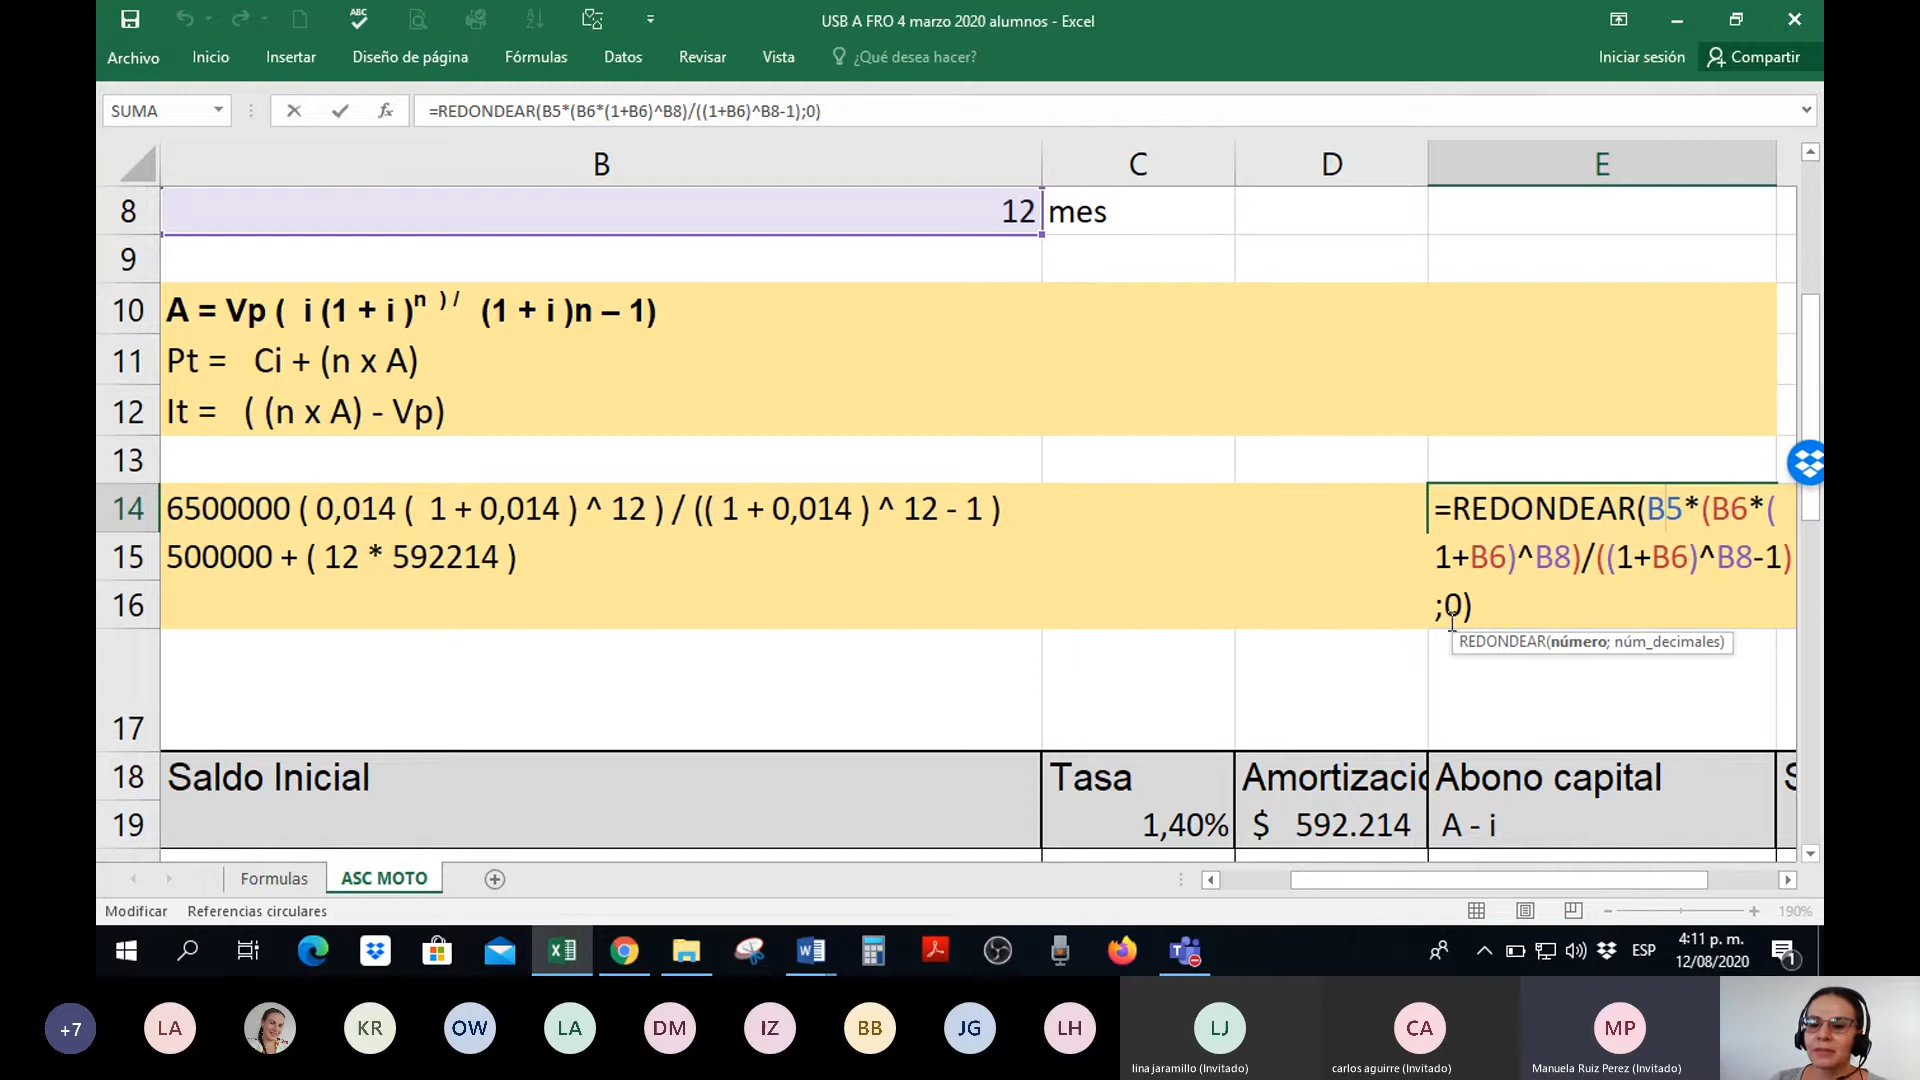 USB A FRO 4 marzo 2020 alumnos - Excel
Archivo Inicio Insertar Diseño de página Fórmulas Datos Revisar Vista ¿Qué desea hacer? Iniciar sesión Compartir
SUMA fx =REDONDEAR(B5*(B6*(1+B6)^B8)/((1+B6)^B8-1);0)
B C D E
8 12 mes
9
10 A = Vp ( i (1 + i )n ) / (1 + i )n – 1)
11 Pt = Ci + (n x A)
12 It = ( (n x A) - Vp)
13
14 6500000 ( 0,014 ( 1 + 0,014 ) ^ 12 ) / (( 1 + 0,014 ) ^ 12 - 1 ) =REDONDEAR(B5*(B6*(
15 500000 + ( 12 * 592214 ) 1+B6)^B8)/((1+B6)^B8-1)
16 ;0)
REDONDEAR(número; núm_decimales)
17
18 Saldo Inicial Tasa Amortizacio Abono capital S
19 1,40% $ 592.214 A - i
Formulas ASC MOTO
Modificar Referencias circulares 190%
ESP 4:11 p. m.
12/08/2020 1
+7 LA KR OW LA DM IZ BB JG LH LJ CA MP
lina jaramillo (Invitado) carlos aguirre (Invitado) Manuela Ruiz Perez (Invitado)